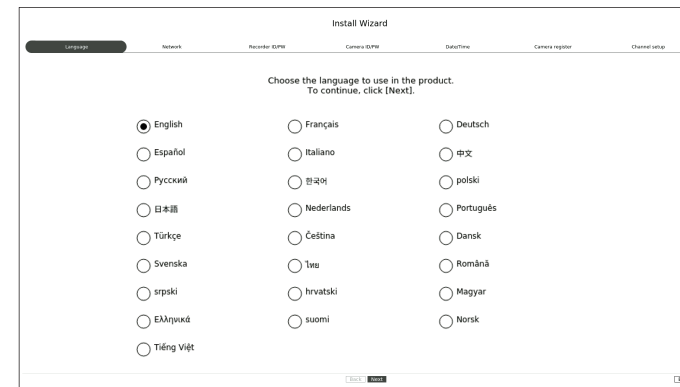 Install Wizard
Language Network Recorder ID/PW Camera ID/PW Date/Time Camera register Channel setup
Choose the language to use in the product.
To continue, click [Next].
English Français Deutsch
Español Italiano 中文
Русский 한국어 polski
日本語 Nederlands Português
Türkçe Čeština Dansk
Svenska ไทย Română
srpski hrvatski Magyar
Ελληνικά suomi Norsk
Tiếng Việt
Back Next